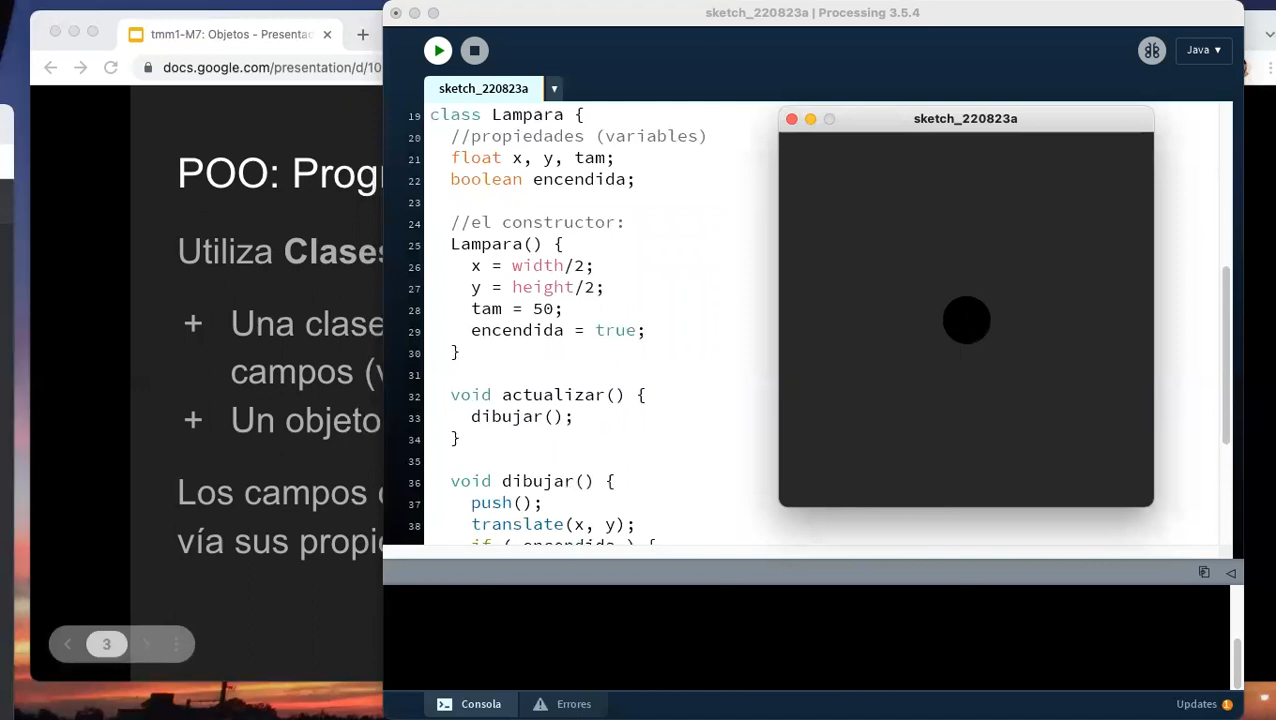 tmm1-M7: Objetos - Presentac
docs.google.com/presentation/d/10
POO: Prog
Utiliza Clases
+ Una clase
campos (v
+ Un objeto
Los campos
vía sus propi
3
sketch_220823a | Processing 3.5.4
Java ▾
sketch_220823a
19 class Lampara {
20 //propiedades (variables)
21 float x, y, tam;
22 boolean encendida;
23
24 //el constructor:
25 Lampara() {
26 x = width/2;
27 y = height/2;
28 tam = 50;
29 encendida = true;
30 }
31
32 void actualizar() {
33 dibujar();
34 }
35
36 void dibujar() {
37 push();
38 translate(x, y);
if ( encendida ) {
sketch_220823a
Consola
Errores
Updates 1